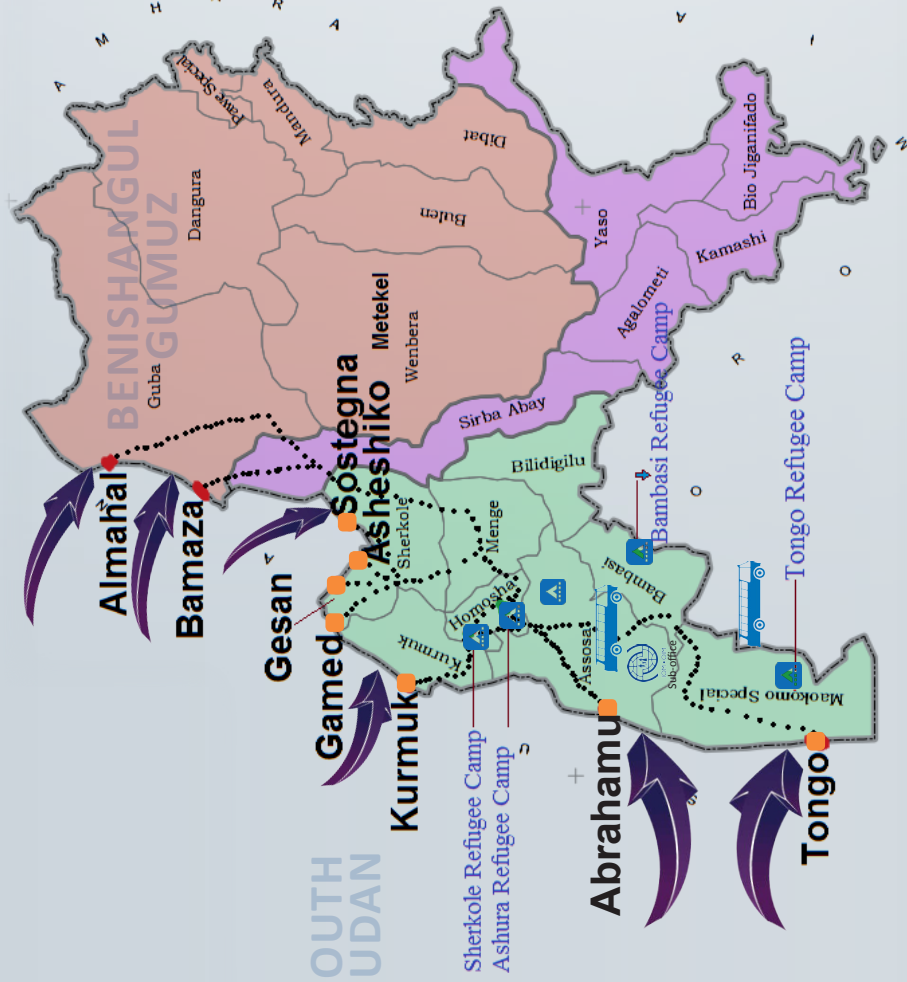 A
M
H
A
R
A
A
I
BENISHANGUL
GUMUZ
Pawe Special
Mandura
Dangura
Dibat
Bulen
Guba
Metekel
Wenbera
Yaso
Bio Jiganifado
Kamashi
Agalometi
Sirba Abay
M
O
R
O
Almahal
Bamaza
Sostegna
Asheshiko
Gesan
Gamed
Kurmuk
Abrahamu
Tongo
Sherkole
Menge
Bilidigilu
Homosha
Kurmuk
Assosa
Bambasi
Sub-office
Maokomo Special
Bambasi Refugee Camp
Tongo Refugee Camp
Sherkole Refugee Camp
Ashura Refugee Camp
OUTH
UDAN